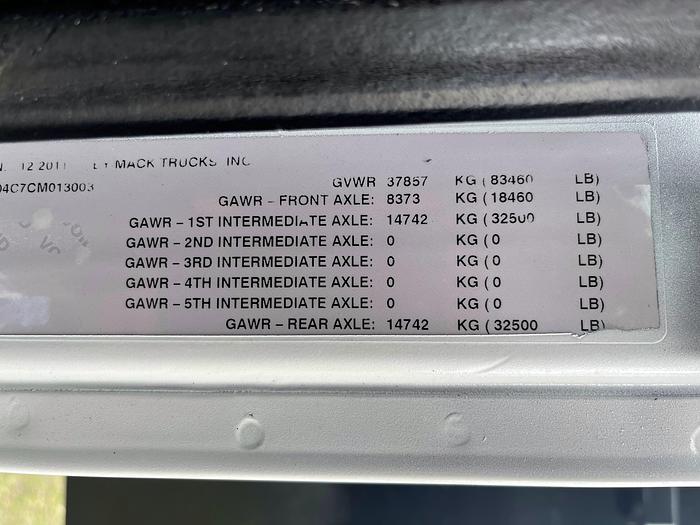 12 2011 BY MACK TRUCKS INC
04C7CM013003
GVWR 37857 KG ( 83460 LB)
GAWR - FRONT AXLE: 8373 KG ( 18460 LB)
GAWR - 1ST INTERMEDIATE AXLE: 14742 KG ( 32500 LB)
GAWR - 2ND INTERMEDIATE AXLE: 0 KG ( 0 LB)
GAWR - 3RD INTERMEDIATE AXLE: 0 KG ( 0 LB)
GAWR - 4TH INTERMEDIATE AXLE: 0 KG ( 0 LB)
GAWR - 5TH INTERMEDIATE AXLE: 0 KG ( 0 LB)
GAWR - REAR AXLE: 14742 KG ( 32500 LB)